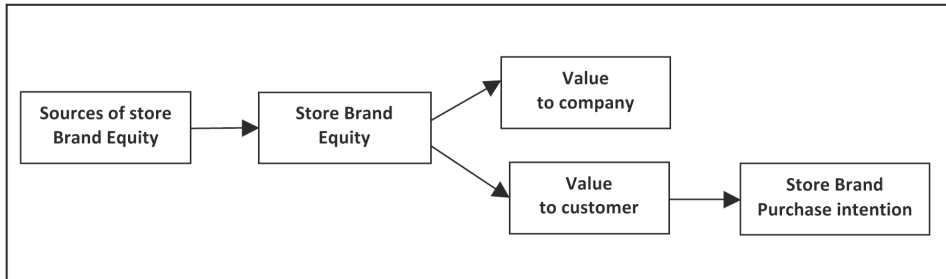 Sources of store
Brand Equity
Store Brand
Equity
Value
to company
Value
to customer
Store Brand
Purchase intention